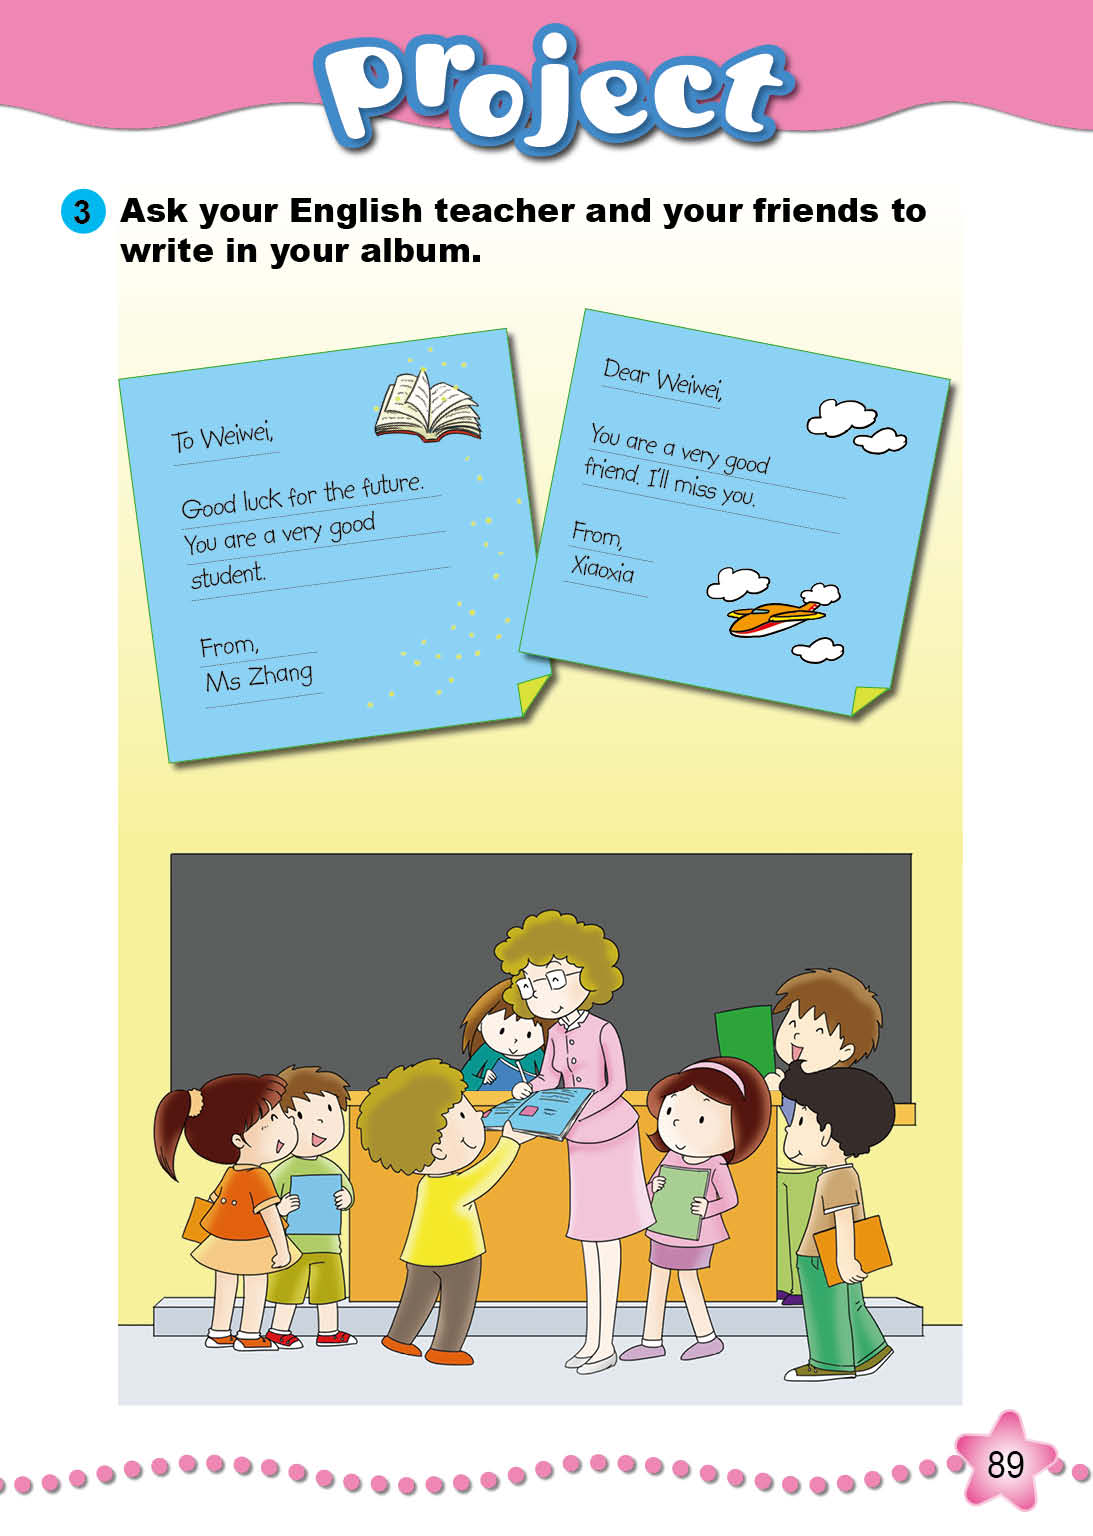 project
3 Ask your English teacher and your friends to
write in your album.
To Weiwei,
Good luck for the future.
You are a very good
student.
From,
Ms Zhang
Dear Weiwei,
You are a very good
friend. I'll miss you.
From,
Xiaoxia
89